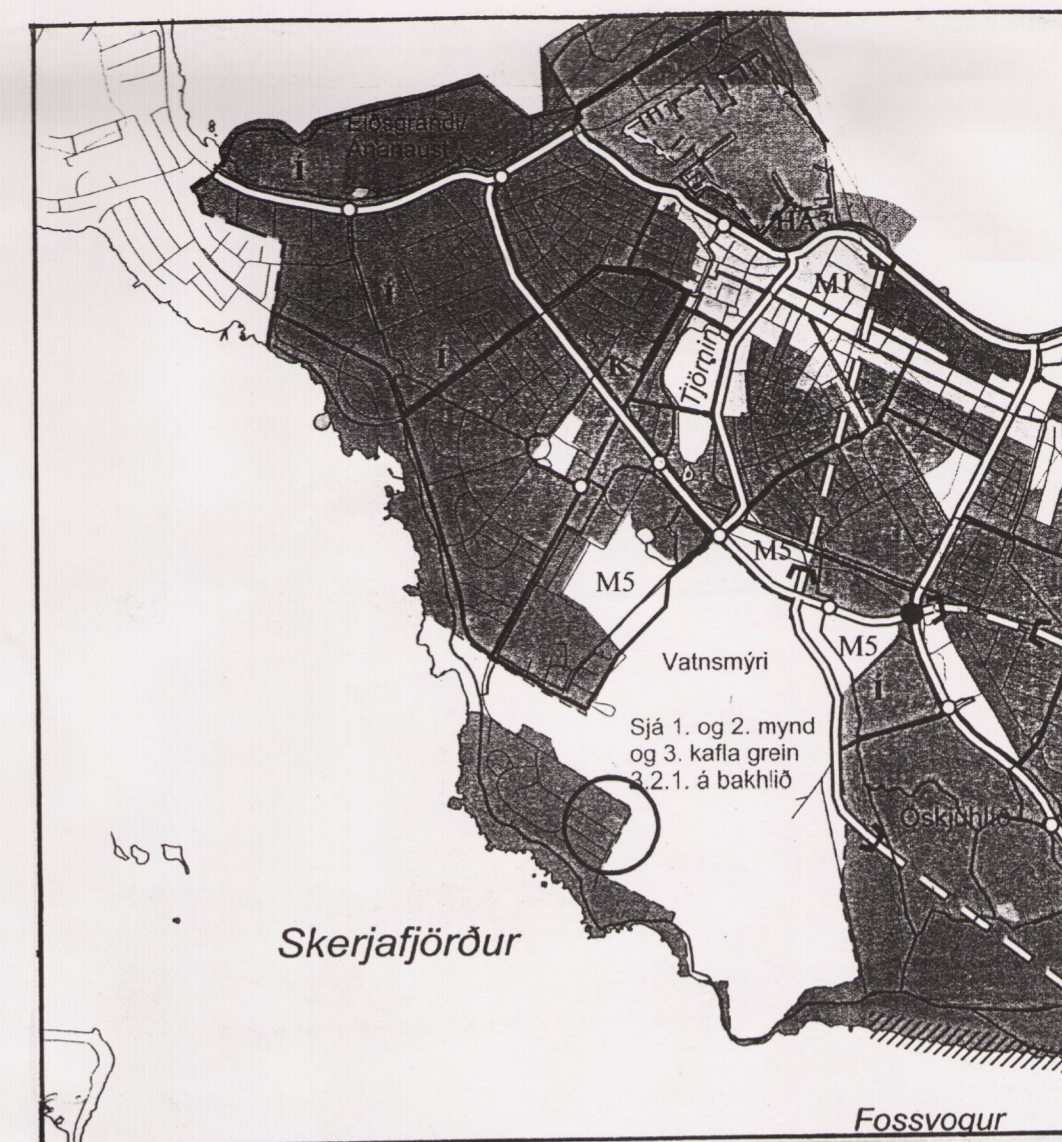 Eiðsgrandi/
Ánanaust
Í
HA3
M1
Í
Í
K
Tjörnin
M5
M5
M5
Í
Vatnsmýri
Sjá 1. og 2. mynd
og 3. kafla grein
3.2.1. á bakhlið
Öskjuhlíð
Skerjafjörður
Fossvogur